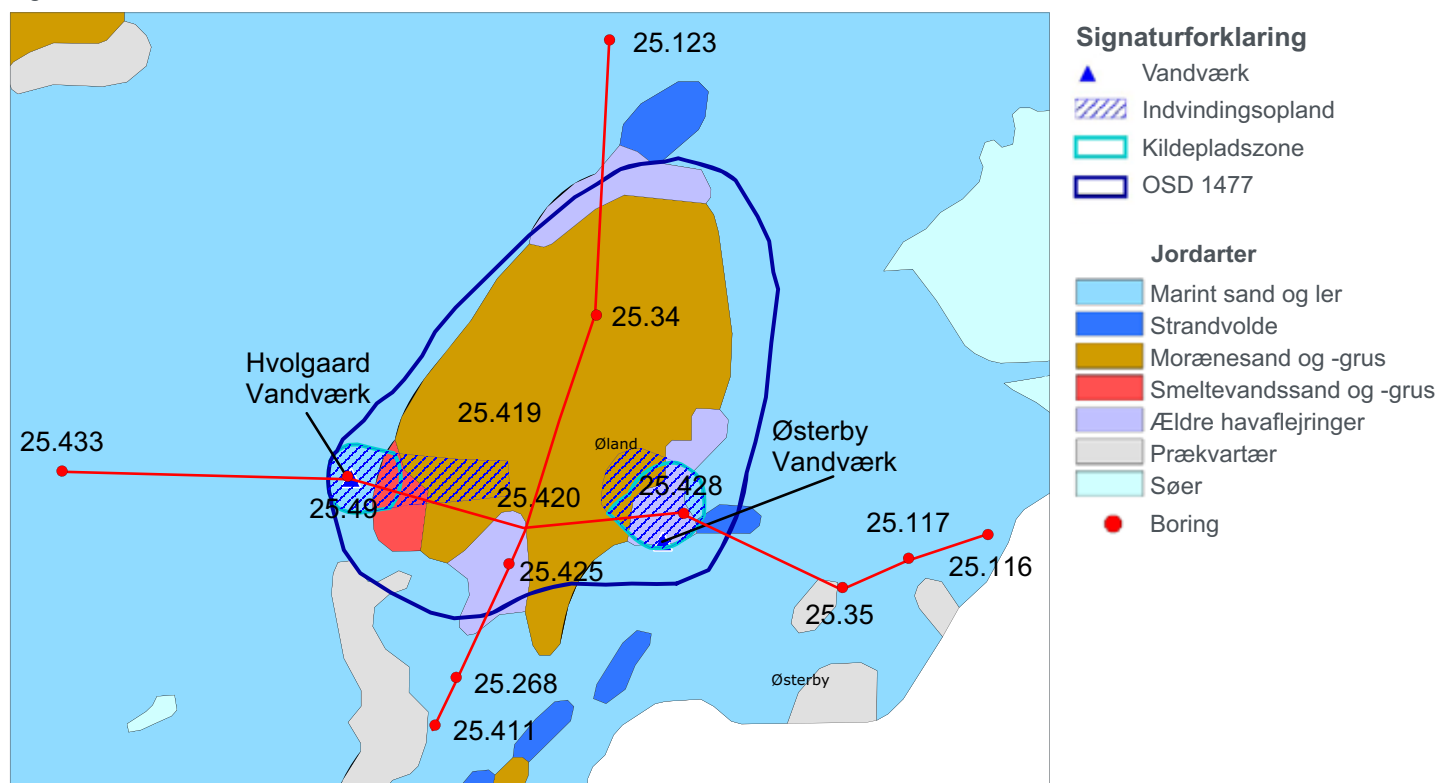 25.123
25.34
Hvolgaard
Vandværk
25.419
25.433
Øland
Østerby
Vandværk
25.49
25.420
25.428
25.117
25.116
25.425
25.35
25.268
Østerby
25.411
Signaturforklaring
Vandværk
Indvindingsopland
Kildepladszone
OSD 1477
Jordarter
Marint sand og ler
Strandvolde
Morænesand og -grus
Smeltevandssand og -grus
Ældre havaflejringer
Prækvartær
Søer
Boring